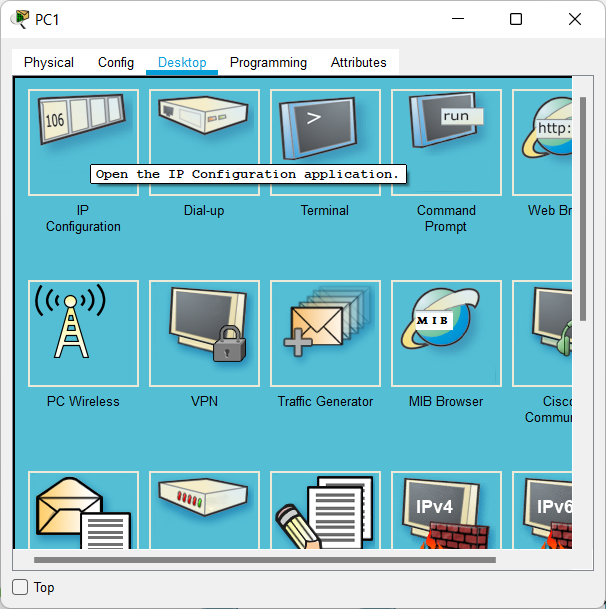 PC1
Physical Config Desktop Programming Attributes
106
>
run
http:
Open the IP Configuration application.
IP
Configuration
Dial-up
Terminal
Command
Prompt
Web Br
MIB
PC Wireless
VPN
Traffic Generator
MIB Browser
Cisco
Commun
IPv4
IPv6
Top